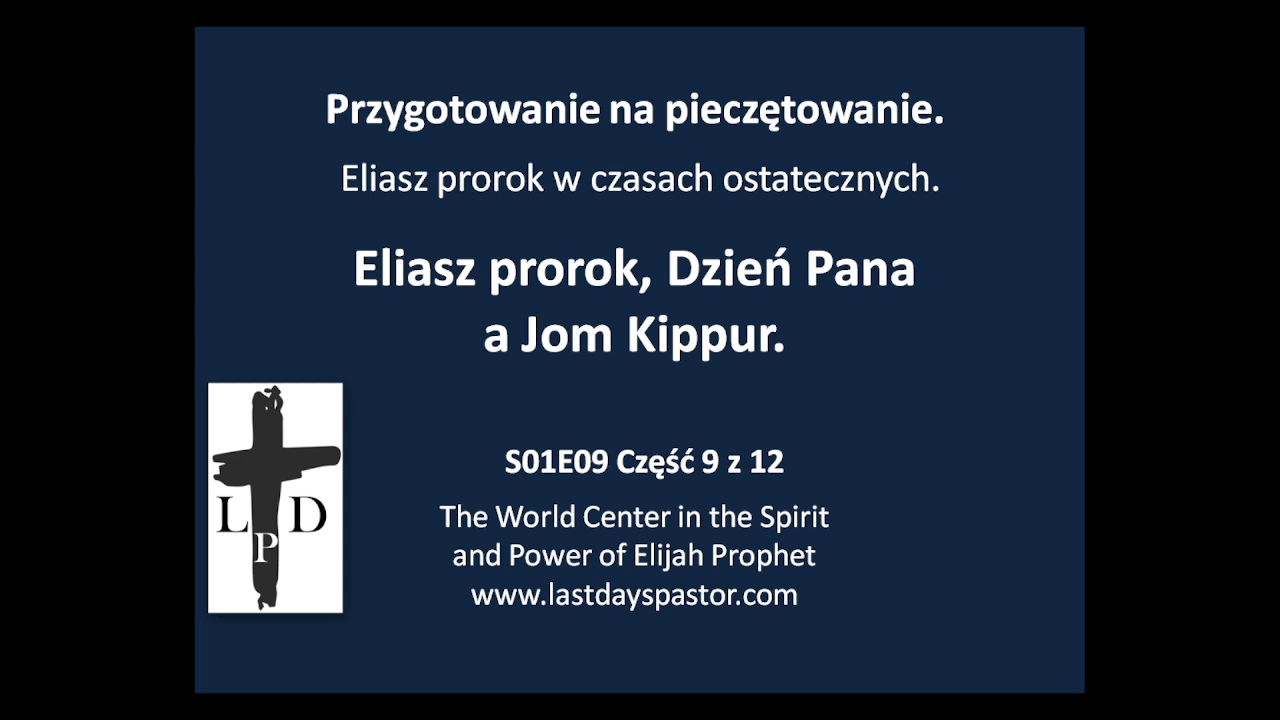 Przygotowanie na pieczętowanie.
Eliasz prorok w czasach ostatecznych.
Eliasz prorok, Dzień Pana
a Jom Kippur.
S01E09 Część 9 z 12
The World Center in the Spirit
and Power of Elijah Prophet
www.lastdayspastor.com
L D
P